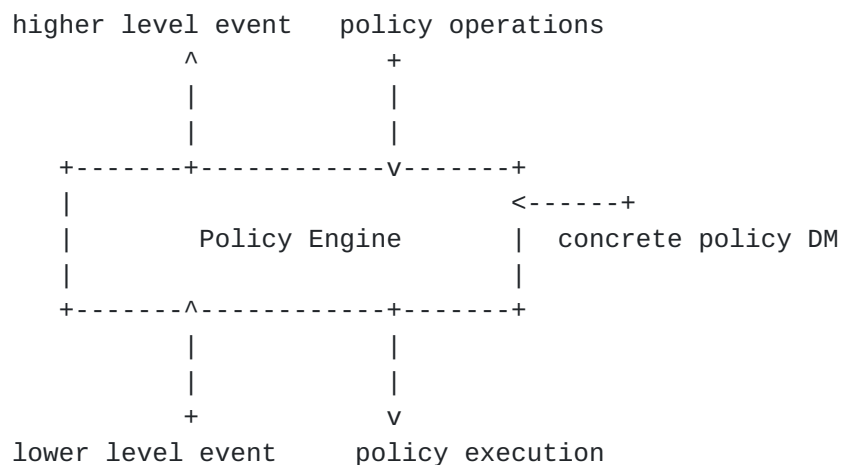 higher level event   policy operations
           ^            +
           |            |
           |            |
   +-------+------------v-------+
   |                           <------+
   |        Policy Engine       |  concrete policy DM
   |                            |
   +-------^------------+-------+
           |            |
           |            |
           +            v
lower level event     policy execution